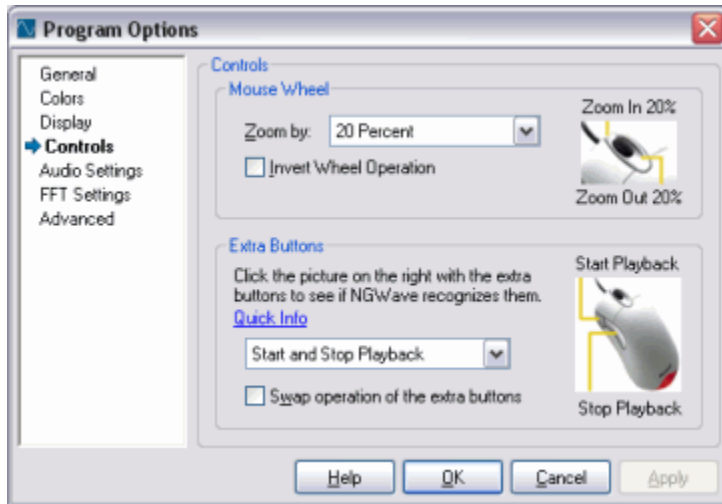 Program Options
General
Colors
Display
Controls
Audio Settings
FFT Settings
Advanced
Controls
Mouse Wheel
Zoom by:
20 Percent
Invert Wheel Operation
Zoom In 20%
Zoom Out 20%
Extra Buttons
Click the picture on the right with the extra
buttons to see if NGWave recognizes them.
Quick Info
Start and Stop Playback
Swap operation of the extra buttons
Start Playback
Stop Playback
Help
OK
Cancel
Apply